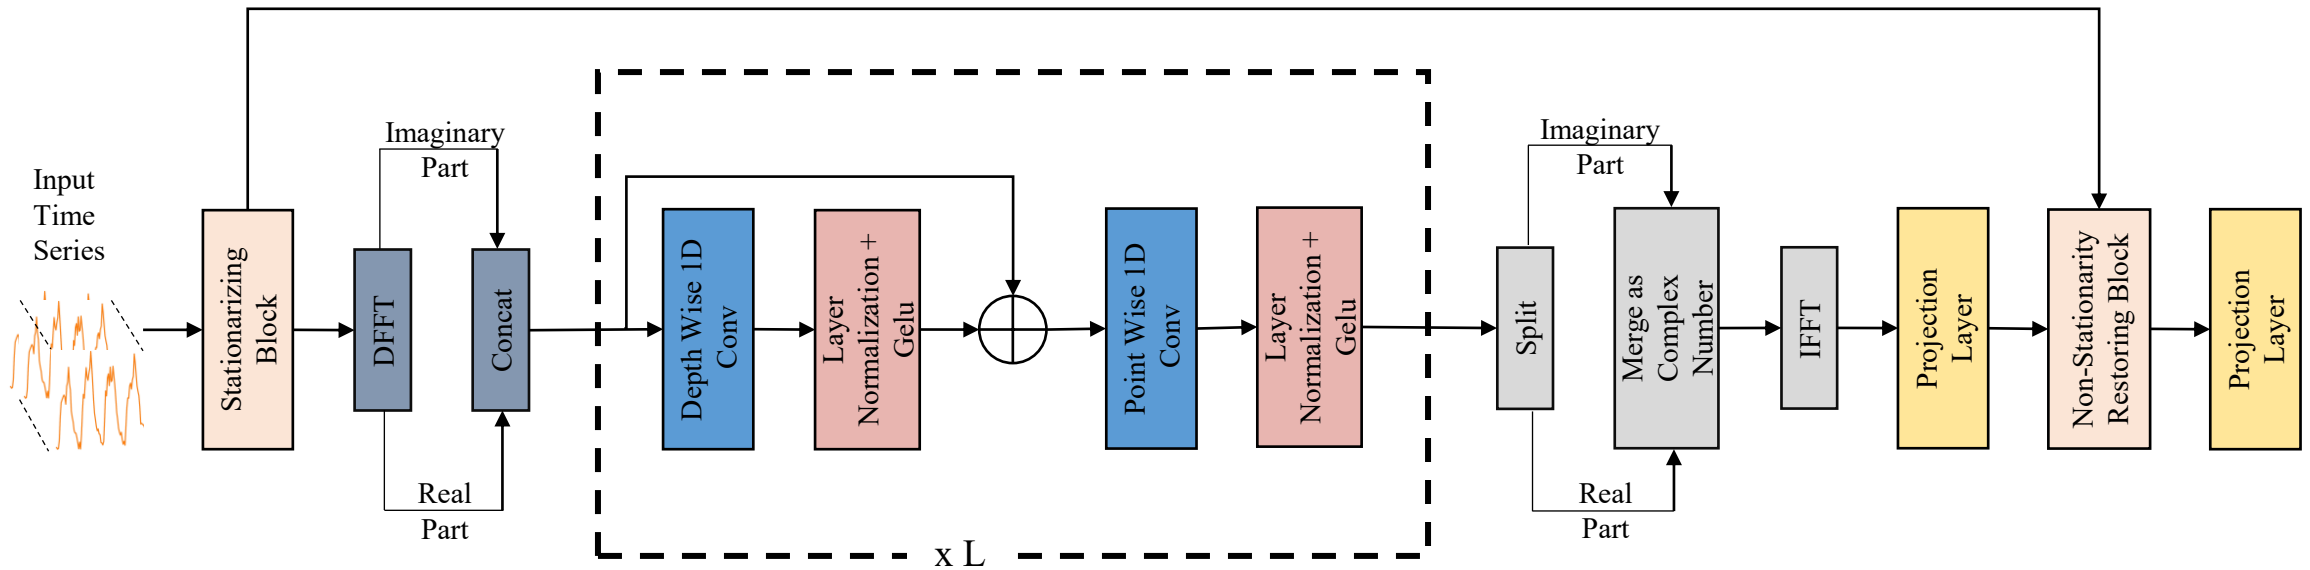 Input
Time
Series
Stationarizing
Block
DFFT
Imaginary
Part
Real
Part
Concat
Depth Wise 1D
Conv
Layer
Normalization +
Gelu
Point Wise 1D
Conv
Layer
Normalization +
Gelu
x L
Split
Imaginary
Part
Real
Part
Merge as
Complex
Number
IFFT
Projection
Layer
Non-Stationarity
Restoring Block
Projection
Layer